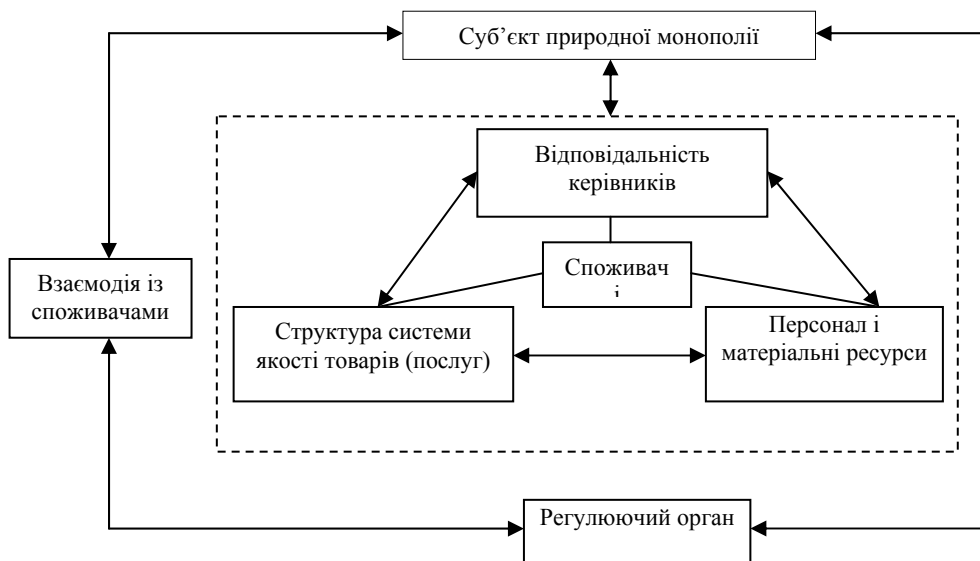 Суб’єкт природної монополії
Відповідальність
керівників
Взаємодія із
споживачами
Споживач
і
Структура системи
якості товарів (послуг)
Персонал і
матеріальні ресурси
Регулюючий орган